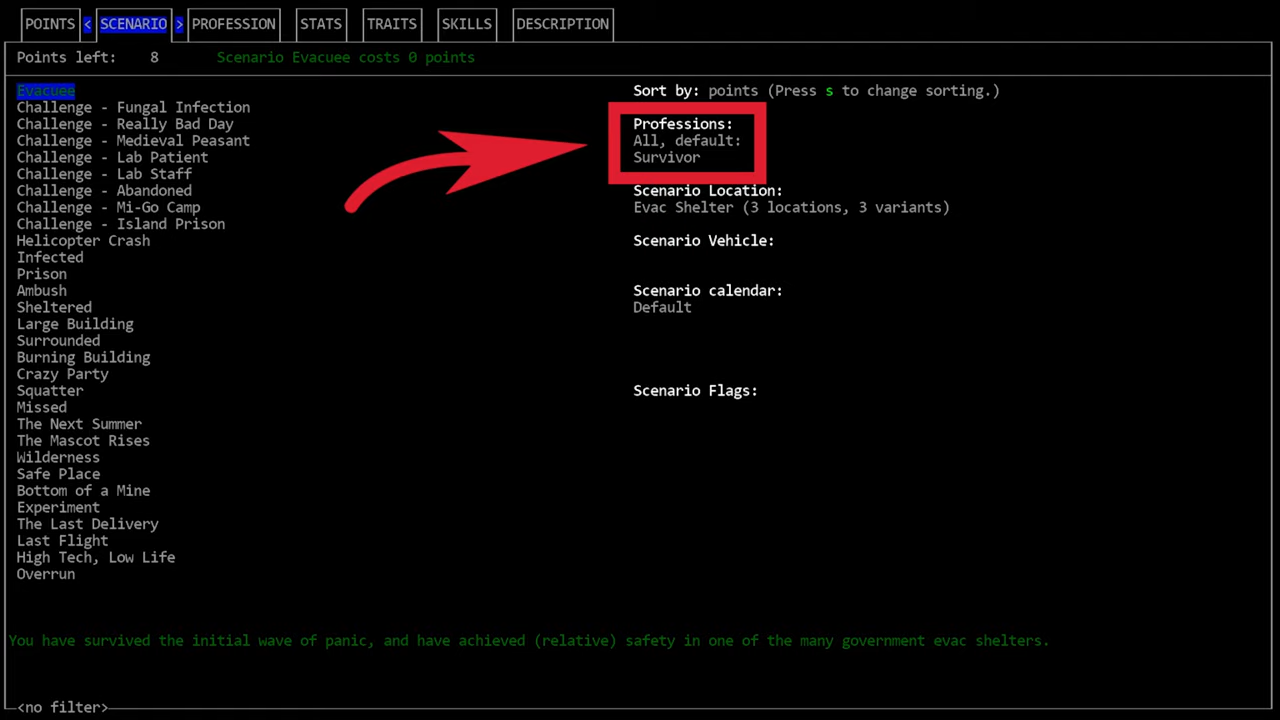 POINTS < SCENARIO > PROFESSION STATS TRAITS SKILLS DESCRIPTION
Points left: 8 Scenario Evacuee costs 0 points
Evacuee
Challenge - Fungal Infection
Challenge - Really Bad Day
Challenge - Medieval Peasant
Challenge - Lab Patient
Challenge - Lab Staff
Challenge - Abandoned
Challenge - Mi-Go Camp
Challenge - Island Prison
Helicopter Crash
Infected
Prison
Ambush
Sheltered
Large Building
Surrounded
Burning Building
Crazy Party
Squatter
Missed
The Next Summer
The Mascot Rises
Wilderness
Safe Place
Bottom of a Mine
Experiment
The Last Delivery
Last Flight
High Tech, Low Life
Overrun
Sort by: points (Press s to change sorting.)
Professions:
All, default:
Survivor
Scenario Location:
Evac Shelter (3 locations, 3 variants)
Scenario Vehicle:
Scenario calendar:
Default
Scenario Flags:
You have survived the initial wave of panic, and have achieved (relative) safety in one of the many government evac shelters.
<no filter>